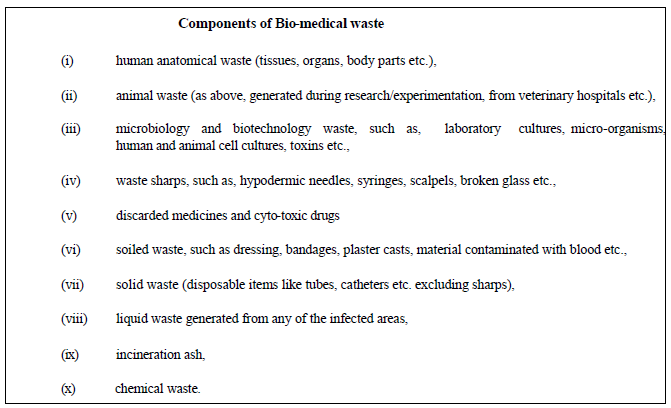 Components of Bio-medical waste
(i) human anatomical waste (tissues, organs, body parts etc.),
(ii) animal waste (as above, generated during research/experimentation, from veterinary hospitals etc.),
(iii) microbiology and biotechnology waste, such as, laboratory cultures, micro-organisms,
human and animal cell cultures, toxins etc.,
(iv) waste sharps, such as, hypodermic needles, syringes, scalpels, broken glass etc.,
(v) discarded medicines and cyto-toxic drugs
(vi) soiled waste, such as dressing, bandages, plaster casts, material contaminated with blood etc.,
(vii) solid waste (disposable items like tubes, catheters etc. excluding sharps),
(viii) liquid waste generated from any of the infected areas,
(ix) incineration ash,
(x) chemical waste.